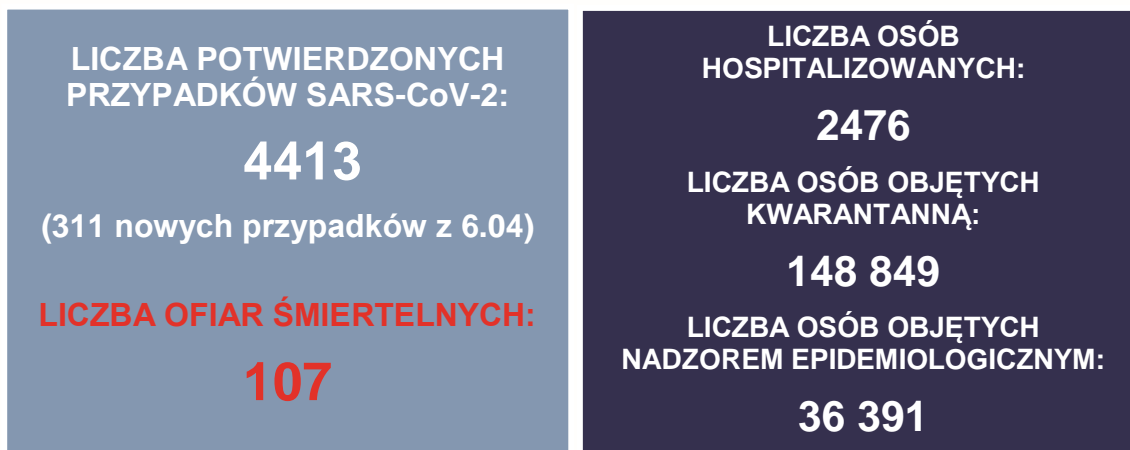 LICZBA POTWIERDZONYCH
PRZYPADKÓW SARS-CoV-2:
4413
(311 nowych przypadków z 6.04)
LICZBA OFIAR ŚMIERTELNYCH:
107
LICZBA OSÓB
HOSPITALIZOWANYCH:
2476
LICZBA OSÓB OBJĘTYCH
KWARANTANNĄ:
148 849
LICZBA OSÓB OBJĘTYCH
NADZOREM EPIDEMIOLOGICZNYM:
36 391